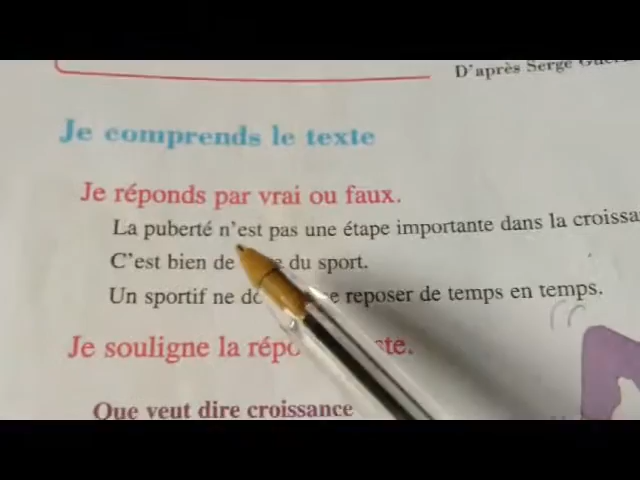 D'après Serge
Je comprends le texte
Je réponds par vrai ou faux.
La puberté n'est pas une étape importante dans la croissa
C'est bien de du sport.
Un sportif ne reposer de temps en temps.
Je souligne la
Que veut dire croissance